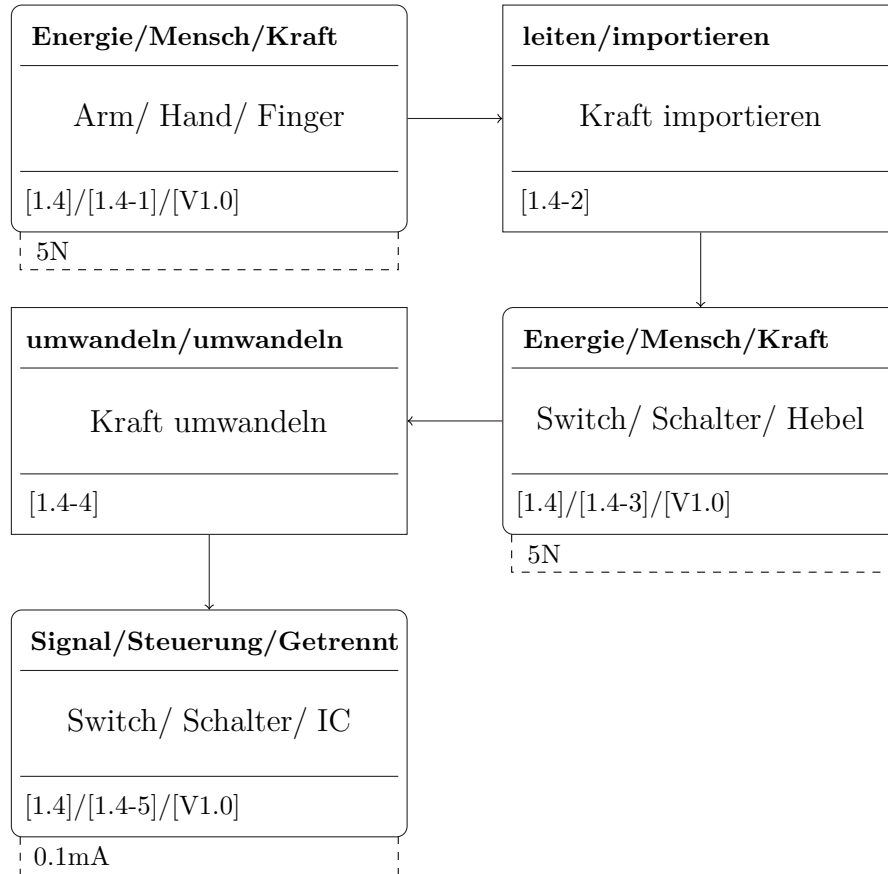 Energie/Mensch/Kraft
Arm/ Hand/ Finger
[1.4]/[1.4-1]/[V1.0]
5N
leiten/importieren
Kraft importieren
[1.4-2]
Energie/Mensch/Kraft
Switch/ Schalter/ Hebel
[1.4]/[1.4-3]/[V1.0]
5N
umwandeln/umwandeln
Kraft umwandeln
[1.4-4]
Signal/Steuerung/Getrennt
Switch/ Schalter/ IC
[1.4]/[1.4-5]/[V1.0]
0.1mA